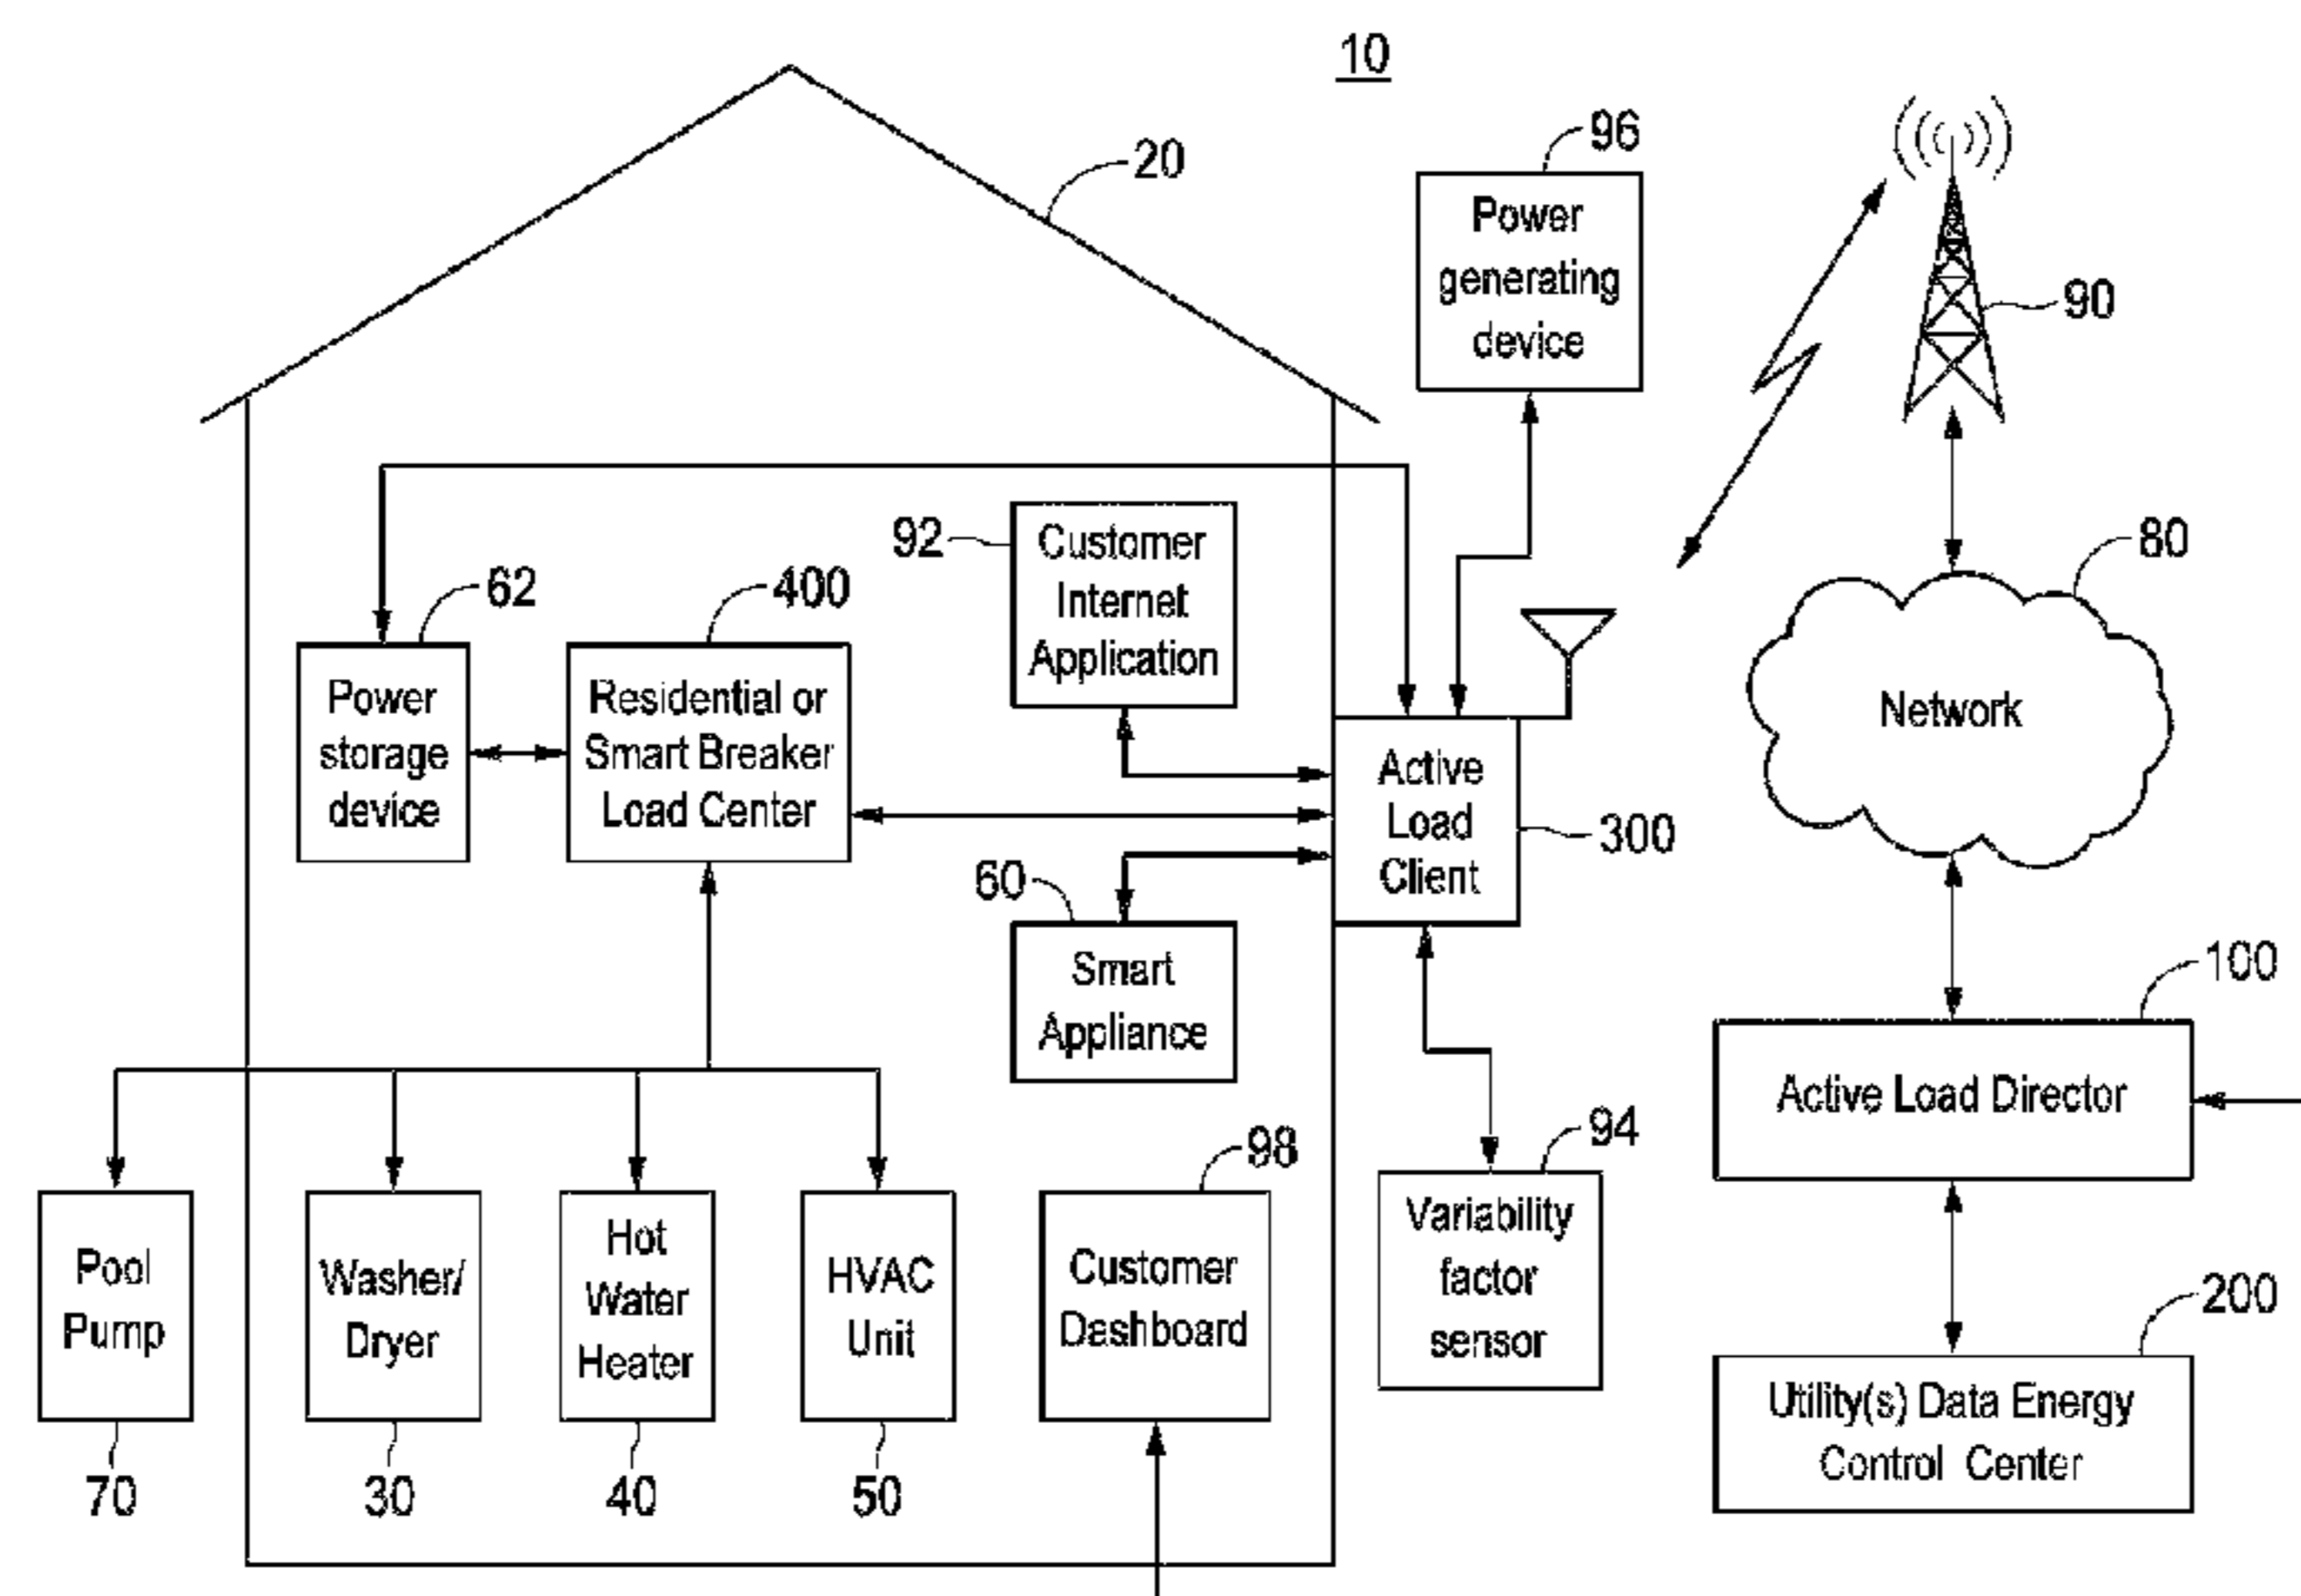 10
20
96
Power
generating
device
90
80
Network
92
Customer
Internet
Application
62
Power
storage
device
400
Residential or
Smart Breaker
Load Center
Active
Load
Client
300
60
Smart
Appliance
100
Active Load Director
94
Variability
factor
sensor
98
Customer
Dashboard
200
Utility(s) Data Energy
Control Center
Pool
Pump
70
Washer/
Dryer
30
Hot
Water
Heater
40
HVAC
Unit
50